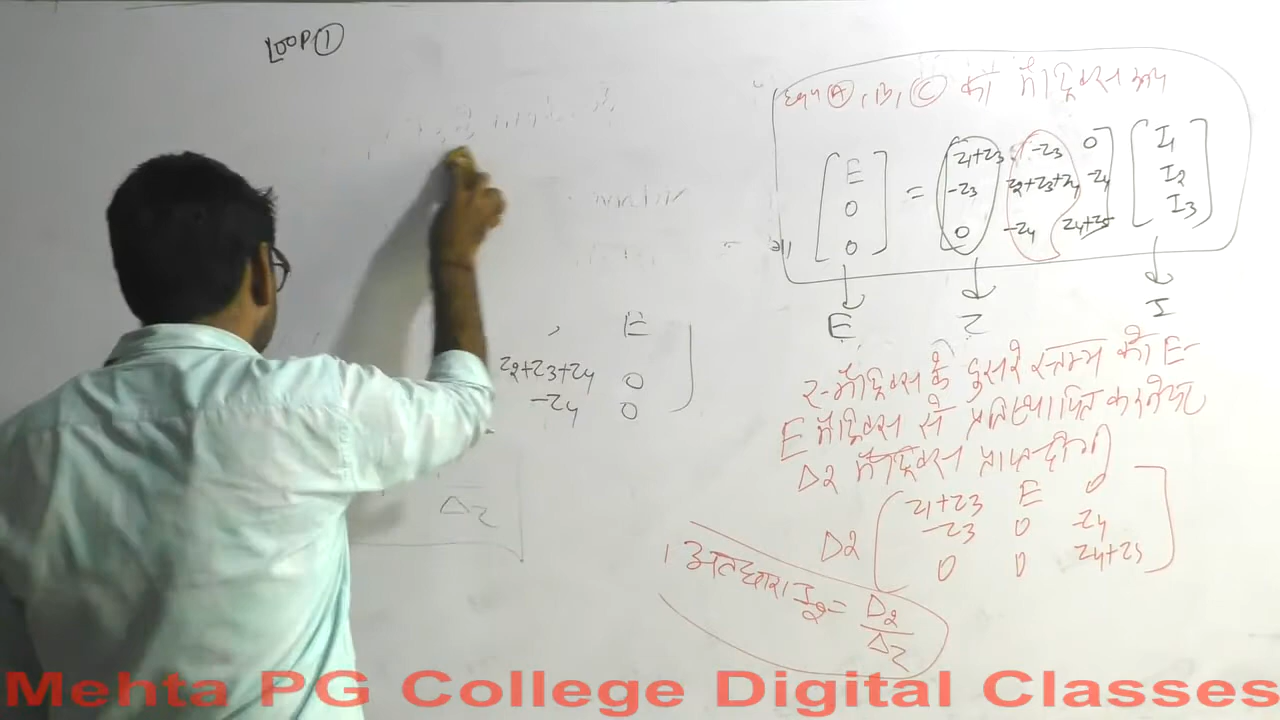 LOOP ①
Eqn Ⓐ, B, Ⓒ का मैट्रिक्स रूप
[E] = [Z1+Z3 -Z3 0] [I1]
[0] [-Z3 Z2+Z3+Z4 -Z4] [I2]
[0] [0 -Z4 Z4+Z5] [I3]
E Z I
E
Z2+Z3+Z4 0
-Z4 0
ΔZ
Z-मैट्रिक्स के दुसरे स्तम्भ को E-
E मैट्रिक्स से प्रतिस्थापित करने पर
Δ2 मैट्रिक्स प्राप्त होगी
Z1+Z3 E 0
Δ2 -Z3 0 -Z4
0 0 Z4+Z5
अतः धारा I2 = Δ2/ΔZ
Mehta PG College Digital Classes